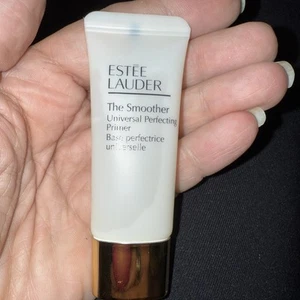 ESTĒE
LAUDER
The Smoother
Universal Perfecting
Primer
Base perfectrice
universelle